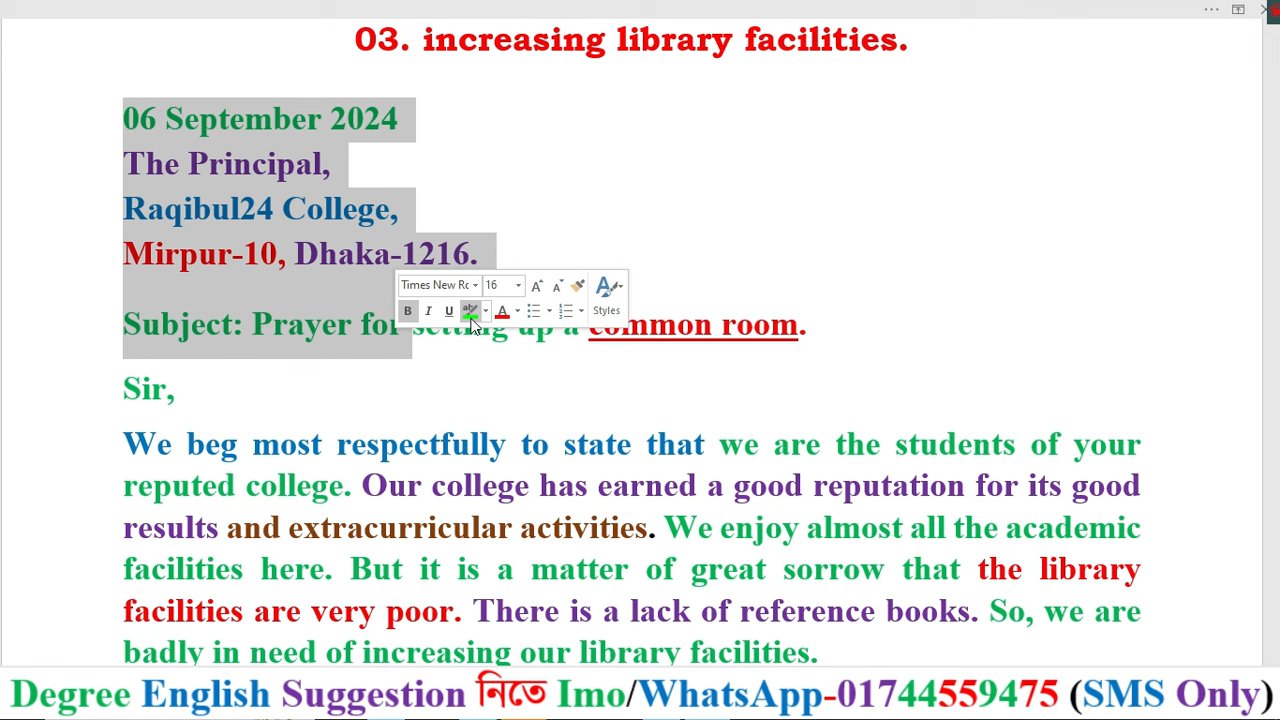 03. increasing library facilities.
06 September 2024
The Principal,
Raqibul24 College,
Mirpur-10, Dhaka-1216.
Times New Rc 16
Styles
Subject: Prayer for setting up a common room.
Sir,
We beg most respectfully to state that we are the students of your
reputed college. Our college has earned a good reputation for its good
results and extracurricular activities. We enjoy almost all the academic
facilities here. But it is a matter of great sorrow that the library
facilities are very poor. There is a lack of reference books. So, we are
badly in need of increasing our library facilities.
Degree English Suggestion নিতে Imo/WhatsApp-01744559475 (SMS Only)